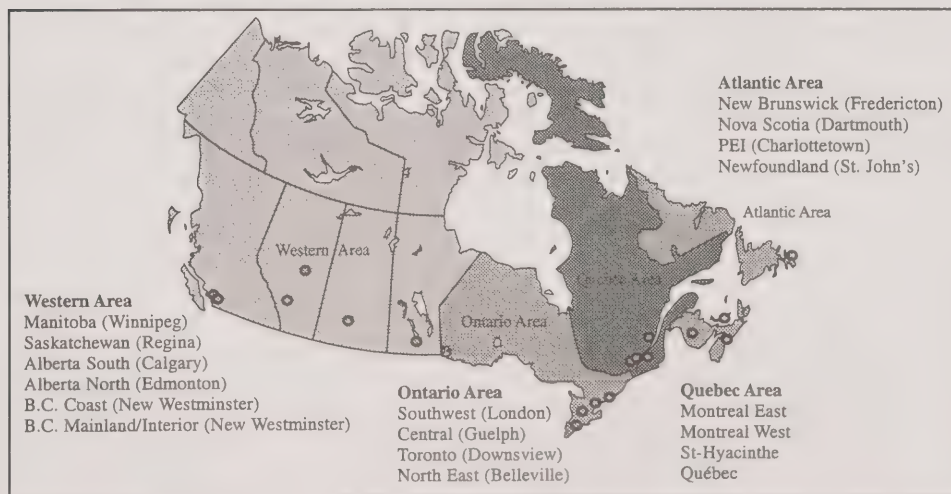 Atlantic Area
New Brunswick (Fredericton)
Nova Scotia (Dartmouth)
PEI (Charlottetown)
Newfoundland (St. John's)
Atlantic Area
Western Area
Quebec Area
Ontario Area
Western Area
Manitoba (Winnipeg)
Saskatchewan (Regina)
Alberta South (Calgary)
Alberta North (Edmonton)
B.C. Coast (New Westminster)
B.C. Mainland/Interior (New Westminster)
Ontario Area
Southwest (London)
Central (Guelph)
Toronto (Downsview)
North East (Belleville)
Quebec Area
Montreal East
Montreal West
St-Hyacinthe
Québec